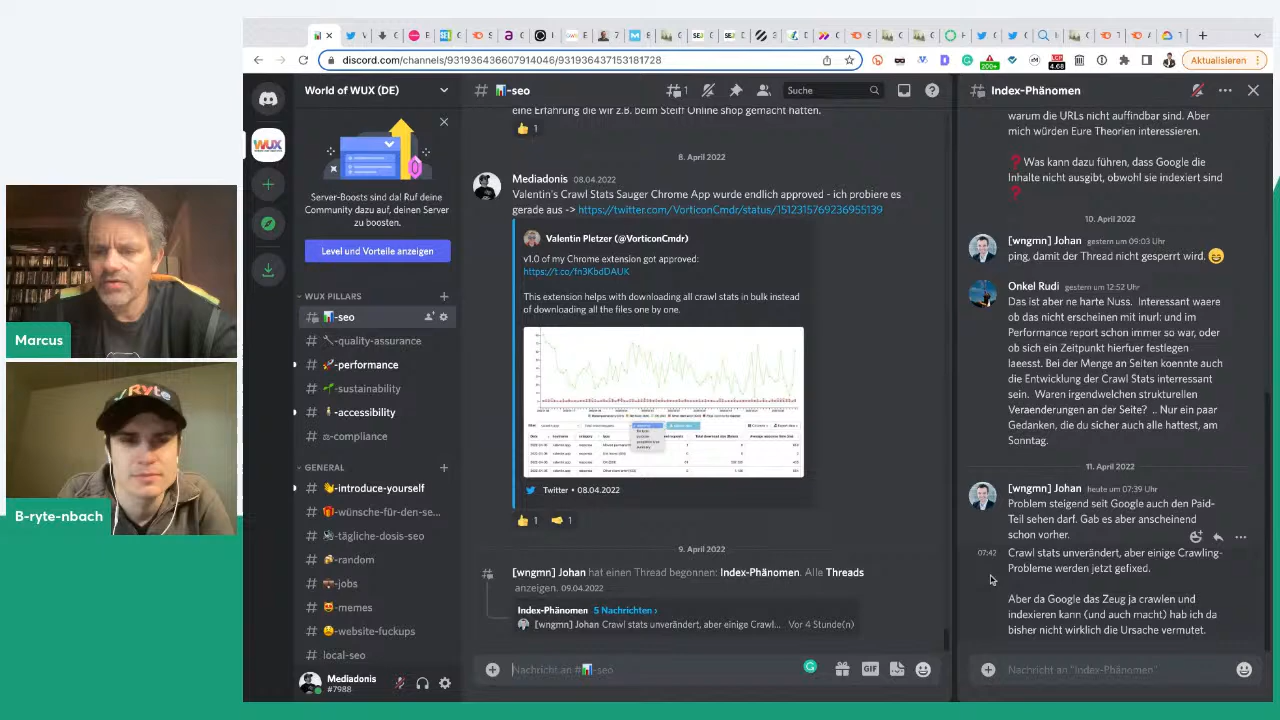 discord.com/channels/931936436607914046/931936437153181728
Aktualisieren
World of WUX (DE)
📊-seo
1
Suche
Index-Phänomen
WUX
Server-Boosts sind dal Ruf deine
Community dazu auf, deinen Server
zu boosten.
Level und Vorteile anzeigen
WUX PILLARS
📊-seo
-quality-assurance
🚀-performance
-sustainability
-accessibility
-compliance
GENERAL
👋-introduce-yourself
-wünsche-für-den-se...
-tägliche-dosis-seo
-random
-jobs
-memes
-website-fuckups
local-seo
Mediadonis
#7988
Marcus
RYTE
B-ryte-nbach
eine Erfahrung die wir z.B. beim Steiff Online shop gemacht hatten.
👍 1
8. April 2022
Mediadonis 08.04.2022
Valentin's Crawl Stats Sauger Chrome App wurde endlich approved - ich probiere es
gerade aus -> https://twitter.com/VorticonCmdr/status/1512315769236955139
Valentin Pletzer (@VorticonCmdr)
v1.0 of my Chrome extension got approved:
https://t.co/fn3KbdDAUK
This extension helps with downloading all crawl stats in bulk instead
of downloading all the files one by one.
Twitter • 08.04.2022
👍 1 🤜 1
9. April 2022
[wngmn] Johan hat einen Thread begonnen: Index-Phänomen. Alle Threads
anzeigen. 09.04.2022
Index-Phänomen 5 Nachrichten ›
[wngmn] Johan Crawl stats unverändert, aber einige Crawl... Vor 4 Stunde(n)
Nachricht an #📊-seo
GIF
warum die URLs nicht auffindbar sind. Aber
mich würden Eure Theorien interessieren.
❓Was kann dazu führen, dass Google die
Inhalte nicht ausgibt, obwohl sie indexiert sind
❓
10. April 2022
[wngmn] Johan gestern um 09:03 Uhr
ping, damit der Thread nicht gesperrt wird. 😄
Onkel Rudi gestern um 12:52 Uhr
Das ist aber ne harte Nuss. Interessant waere
ob das nicht erscheinen mit inurl: und im
Performance report schon immer so war, oder
ob sich ein Zeitpunkt hierfuer festlegen
laeesst. Bei der Menge an Seiten koennte auch
die Entwicklung der Crawl Stats interressant
sein. Waren irgendwelchen strukturellen
Veraenderungen an der Seite? .. Nur ein paar
Gedanken, die du sicher auch alle hattest, am
Sonntag.
11. April 2022
[wngmn] Johan heute um 07:39 Uhr
Problem steigend seit Google auch den Paid-
Teil sehen darf. Gab es aber anscheinend
schon vorher.
07:42 Crawl stats unverändert, aber einige Crawling-
Probleme werden jetzt gefixed.
Aber da Google das Zeug ja crawlen und
indexieren kann (und auch macht) hab ich da
bisher nicht wirklich die Ursache vermutet.
Nachricht an "Index-Phänomen"